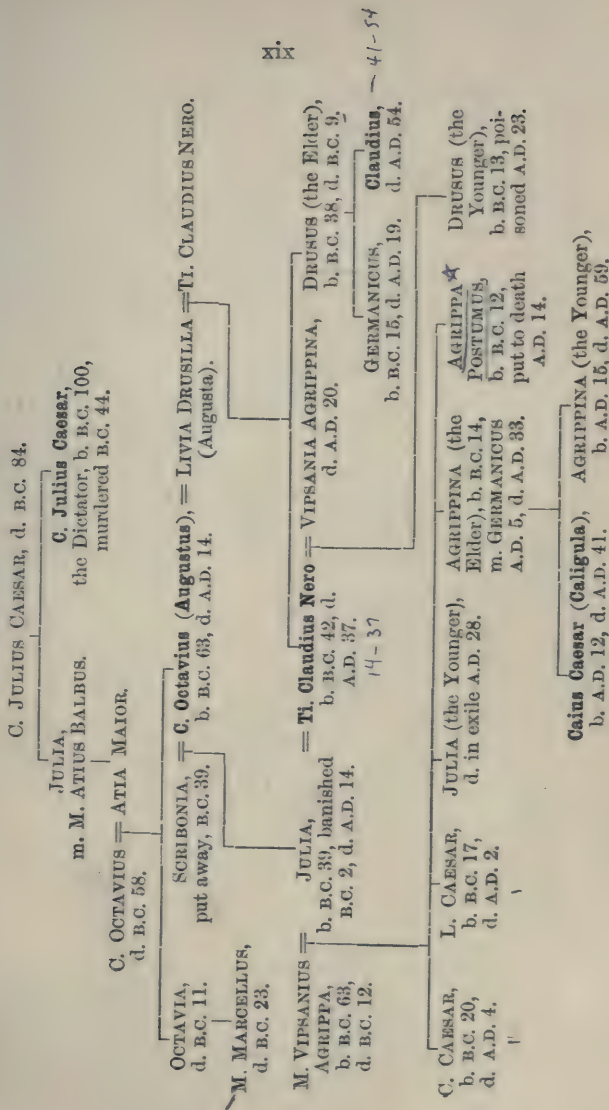 xix
C. JULIUS CAESAR, d. B.C. 84.
JULIA,
m. M. ATIUS BALBUS.
C. Julius Caesar,
the Dictator, b. B.C. 100,
murdered B.C. 44.
C. OCTAVIUS = ATIA MAIOR.
d. B.C. 58.
OCTAVIA,
d. B.C. 11.
SCRIBONIA, = C. Octavius (Augustus), = LIVIA DRUSILLA = TI. CLAUDIUS NERO.
put away, B.C. 39.
b. B.C. 63, d. A.D. 14.
(Augusta).
M. MARCELLUS,
d. B.C. 23.
M. VIPSANIUS =
AGRIPPA,
b. B.C. 63,
d. B.C. 12.
JULIA,
b. B.C. 39, banished
B.C. 2, d. A.D. 14.
= Ti. Claudius Nero = VIPSANIA AGRIPPINA,
b. B.C. 42, d.
A.D. 37.
14-37
d. A.D. 20.
DRUSUS (the Elder),
b. B.C. 38, d. B.C. 9.
GERMANICUS,
b. B.C. 15, d. A.D. 19.
Claudius, — 41-54
d. A.D. 54.
C. CAESAR,
b. B.C. 20,
d. A.D. 4.
L. CAESAR,
b. B.C. 17,
d. A.D. 2.
JULIA (the Younger),
d. in exile A.D. 28.
AGRIPPINA (the
Elder), b. B.C. 14,
m. GERMANICUS
A.D. 5, d. A.D. 33.
AGRIPPA
POSTUMUS,
b. B.C. 12,
put to death
A.D. 14.
DRUSUS (the
Younger),
b. B.C. 13, poi-
soned A.D. 23.
Caius Caesar (Caligula),
b. A.D. 12, d. A.D. 41.
AGRIPPINA (the Younger),
b. A.D. 15, d. A.D. 59.